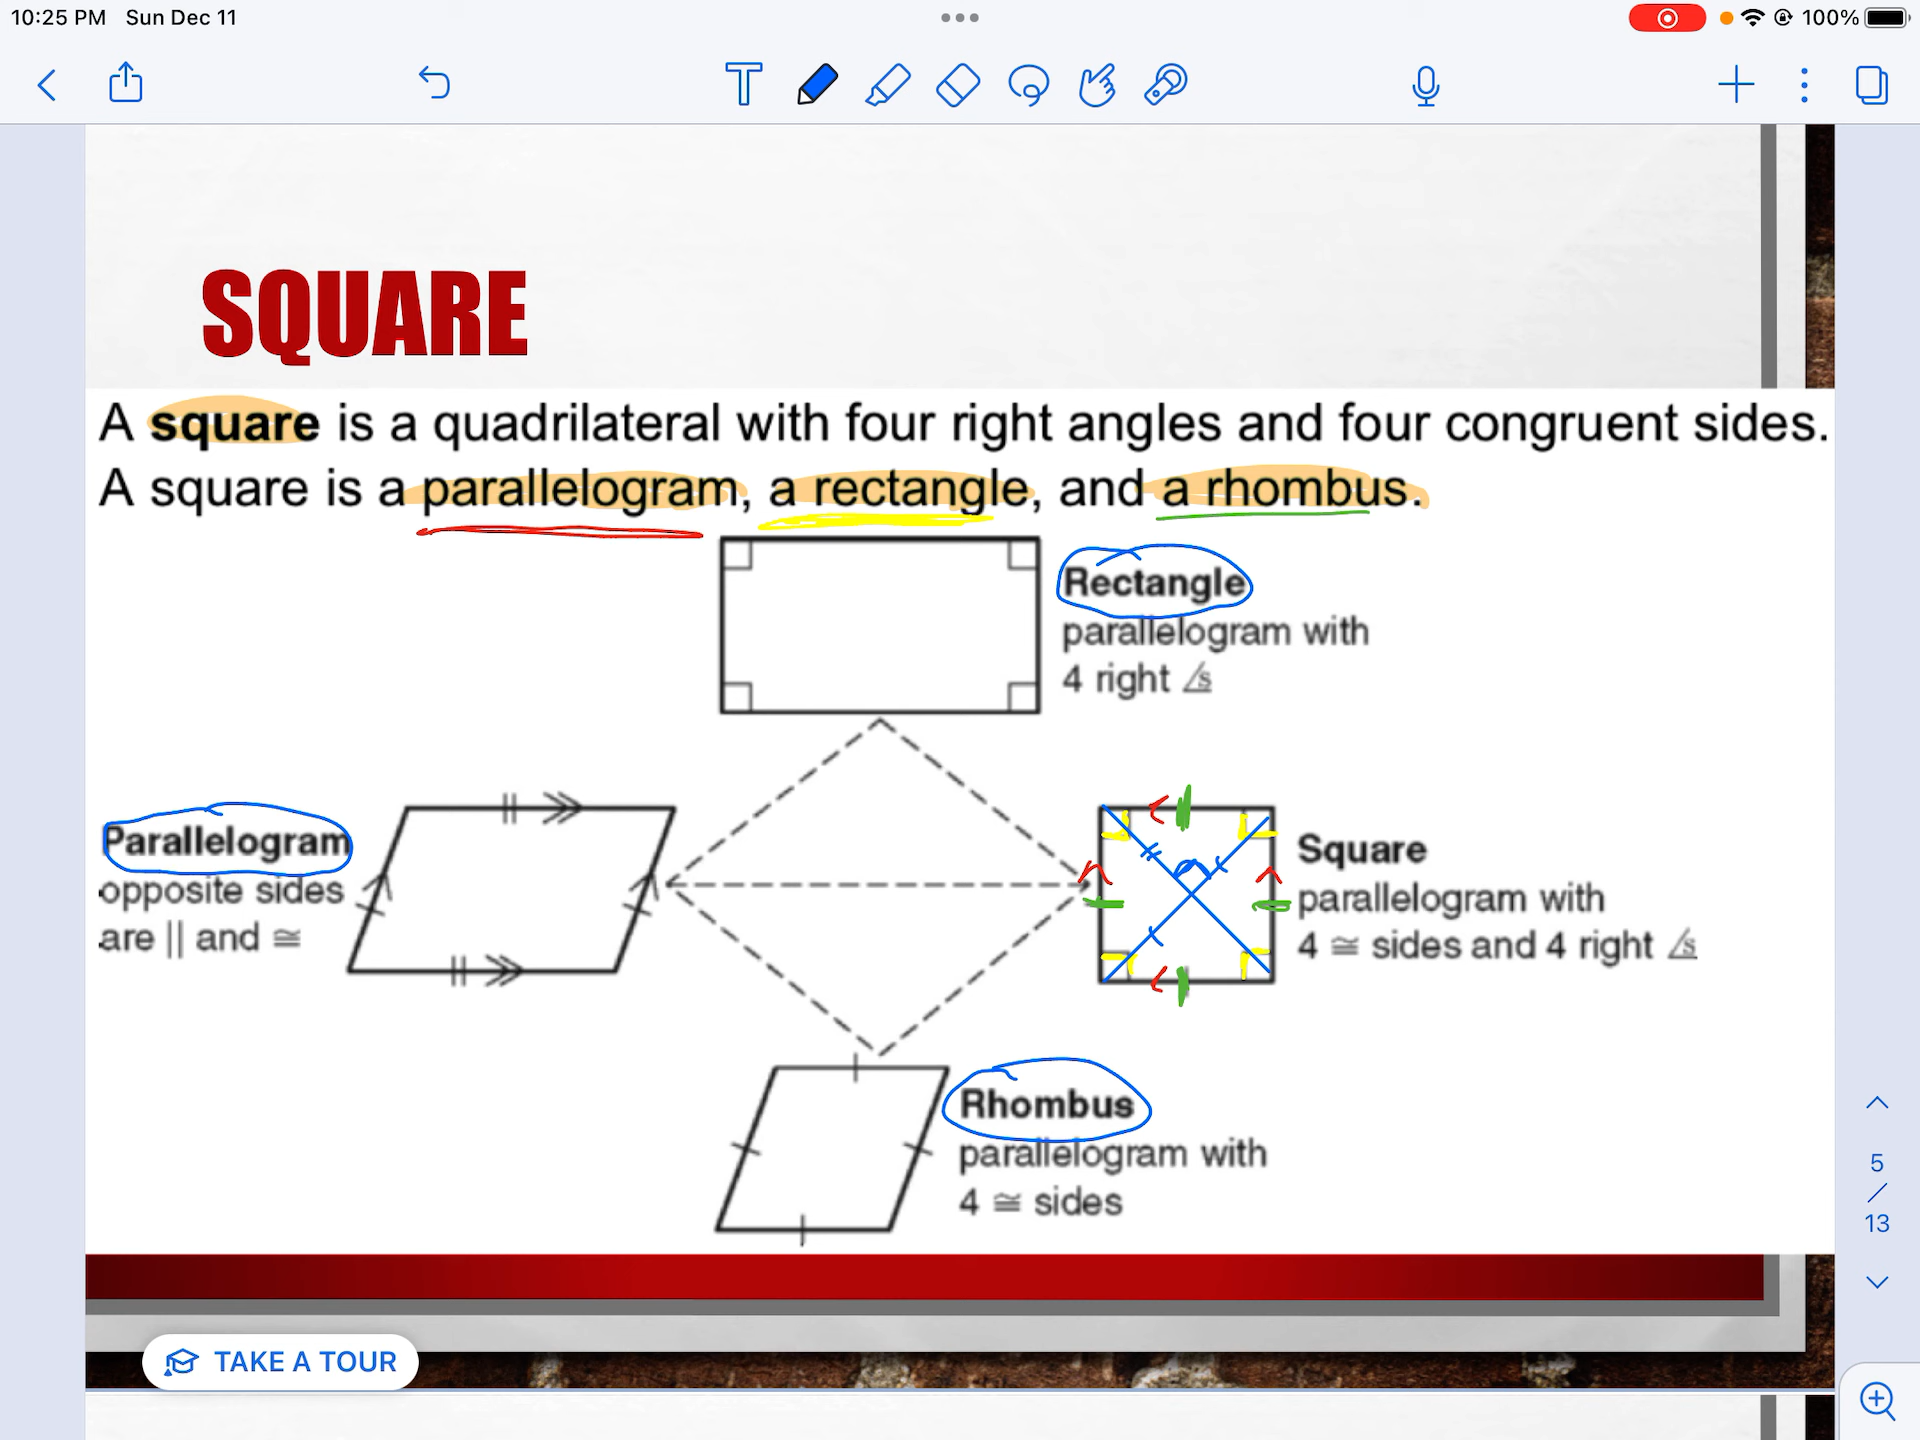 10:25 PM Sun Dec 11
100%
T
SQUARE
A square is a quadrilateral with four right angles and four congruent sides.
A square is a parallelogram, a rectangle, and a rhombus.
Rectangle
parallelogram with
4 right ∠s
Parallelogram
opposite sides
are || and ≅
Square
parallelogram with
4 ≅ sides and 4 right ∠s
Rhombus
parallelogram with
4 ≅ sides
5
/
13
TAKE A TOUR